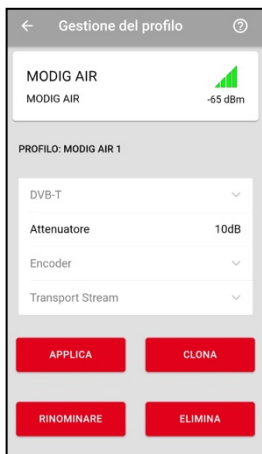 Gestione del profilo
MODIG AIR
MODIG AIR -65 dBm
PROFILO: MODIG AIR 1
DVB-T
Attenuatore 10dB
Encoder
Transport Stream
APPLICA CLONA
RINOMINARE ELIMINA